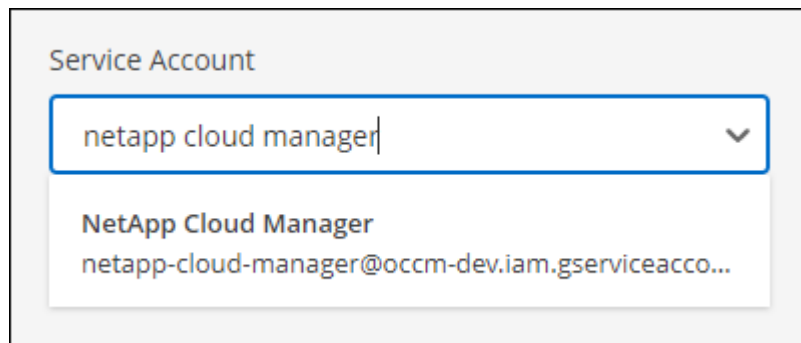 Service Account
netapp cloud manager
NetApp Cloud Manager
netapp-cloud-manager@occm-dev.iam.gserviceacco...